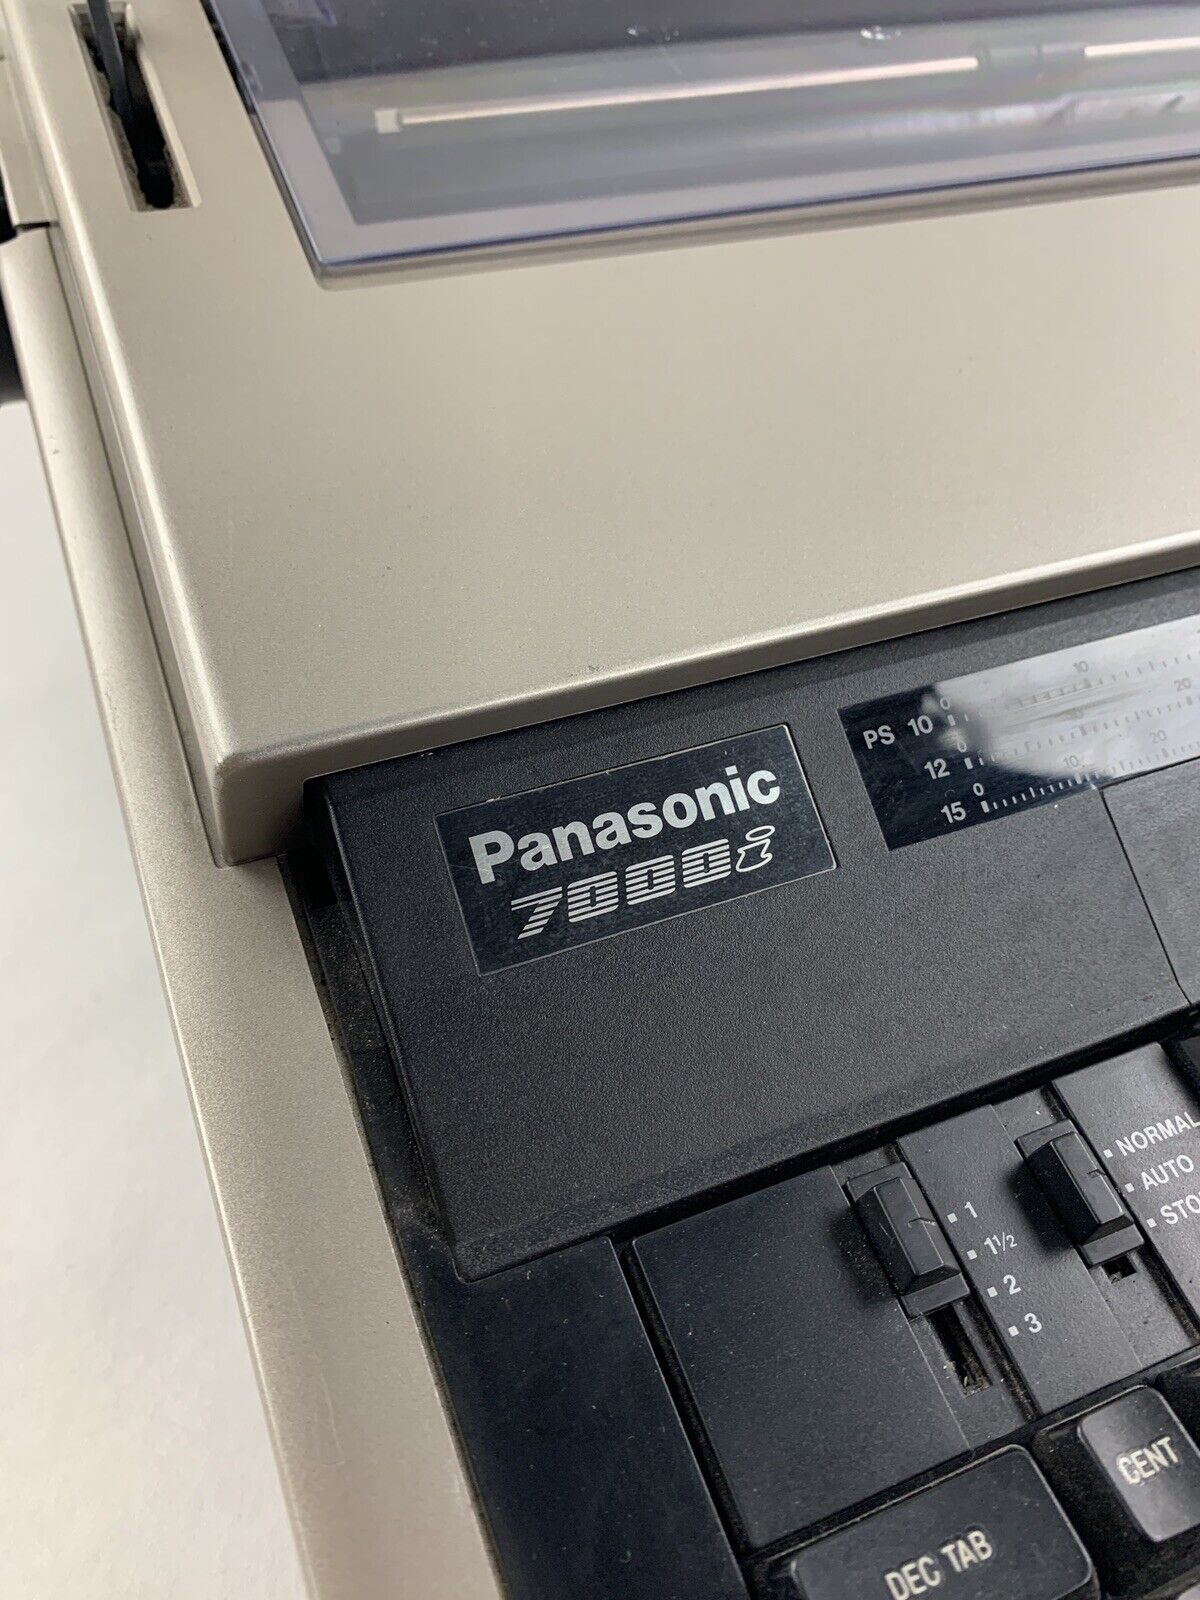 Panasonic
7000i
PS 10 0 10
12 0 10 20
15 0 20
1
1½
2
3
NORMAL
AUTO
CENT
DEC TAB